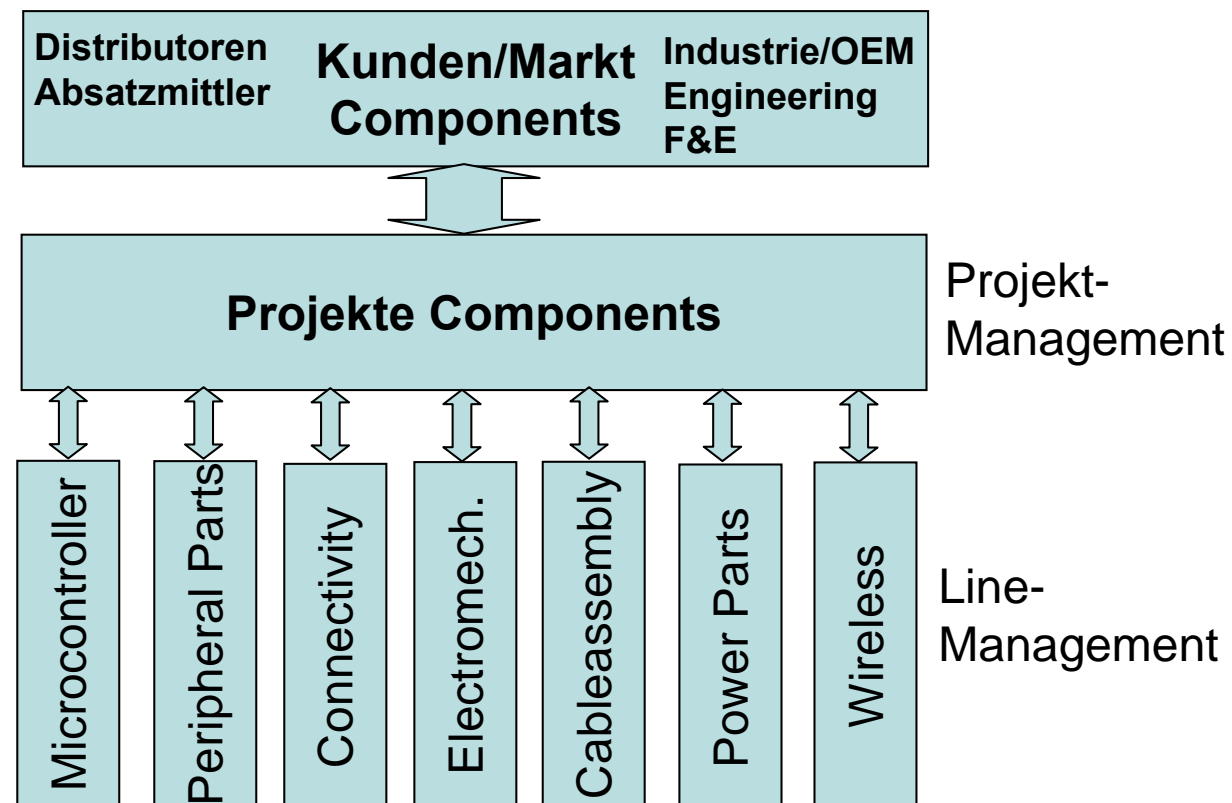 Distributoren
Absatzmittler
Kunden/Markt
Components
Industrie/OEM
Engineering
F&E
Projekte Components
Projekt-
Management
Microcontroller
Peripheral Parts
Connectivity
Electromech.
Cableassembly
Power Parts
Wireless
Line-
Management